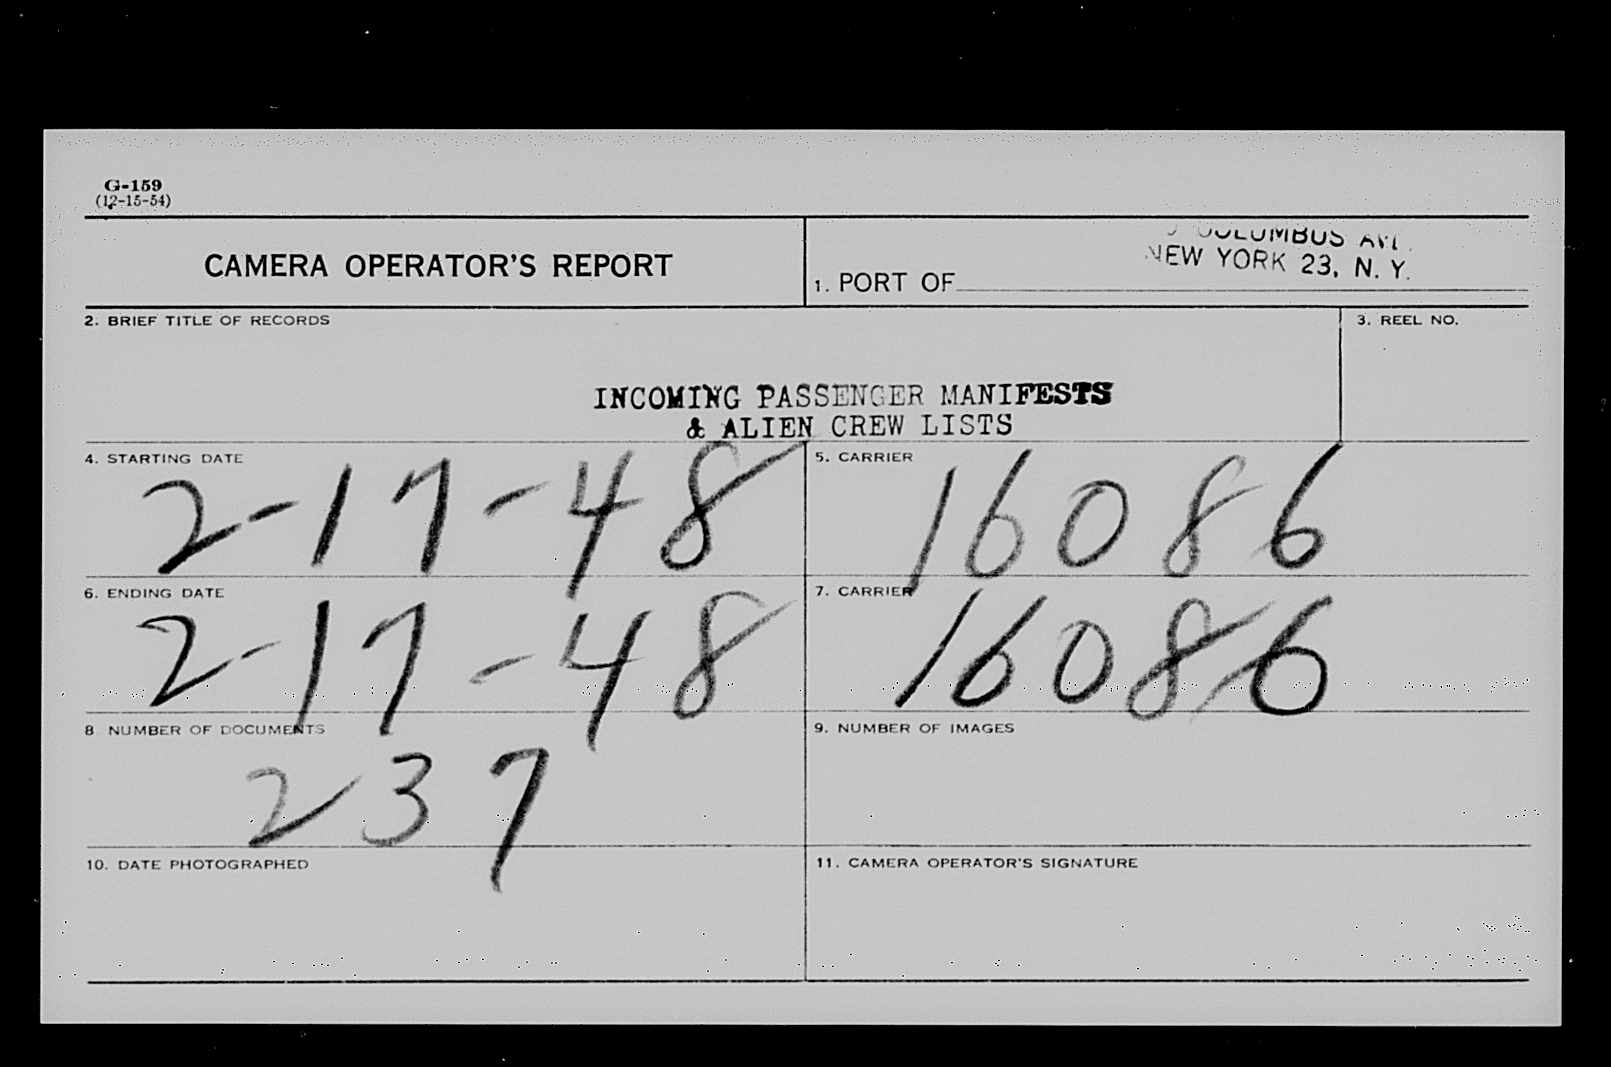 G-159
(12-15-54)
CAMERA OPERATOR'S REPORT
COLUMBUS AVE.
NEW YORK 23, N. Y.
1. PORT OF
2. BRIEF TITLE OF RECORDS
3. REEL NO.
INCOMING PASSENGER MANIFESTS
& ALIEN CREW LISTS
4. STARTING DATE
2-17-48
5. CARRIER
16086
6. ENDING DATE
2-17-48
7. CARRIER
16086
8 NUMBER OF DOCUMENTS
237
9. NUMBER OF IMAGES
10. DATE PHOTOGRAPHED
11. CAMERA OPERATOR'S SIGNATURE